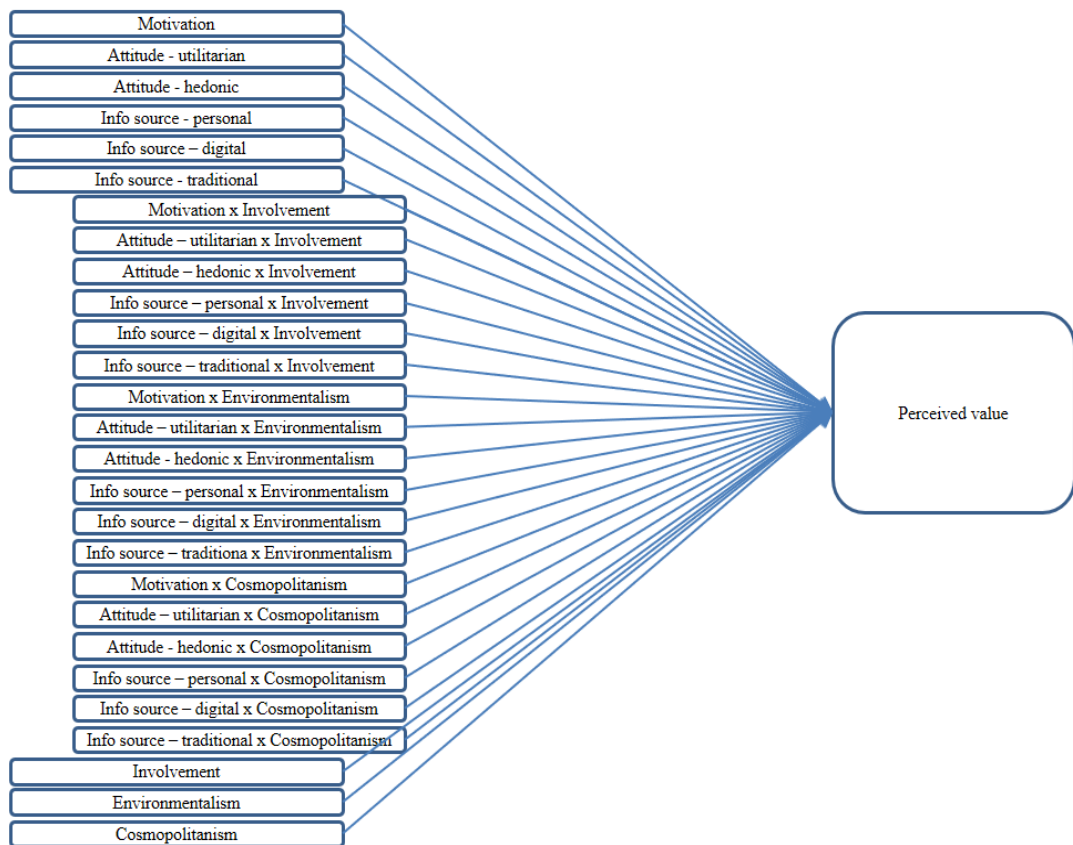 Motivation
Attitude - utilitarian
Attitude - hedonic
Info source - personal
Info source – digital
Info source - traditional
Motivation x Involvement
Attitude – utilitarian x Involvement
Attitude – hedonic x Involvement
Info source – personal x Involvement
Info source – digital x Involvement
Info source – traditional x Involvement
Motivation x Environmentalism
Attitude – utilitarian x Environmentalism
Perceived value
Attitude - hedonic x Environmentalism
Info source – personal x Environmentalism
Info source – digital x Environmentalism
Info source – traditiona x Environmentalism
Motivation x Cosmopolitanism
Attitude – utilitarian x Cosmopolitanism
Attitude - hedonic x Cosmopolitanism
Info source – personal x Cosmopolitanism
Info source – digital x Cosmopolitanism
Info source – traditional x Cosmopolitanism
Involvement
Environmentalism
Cosmopolitanism